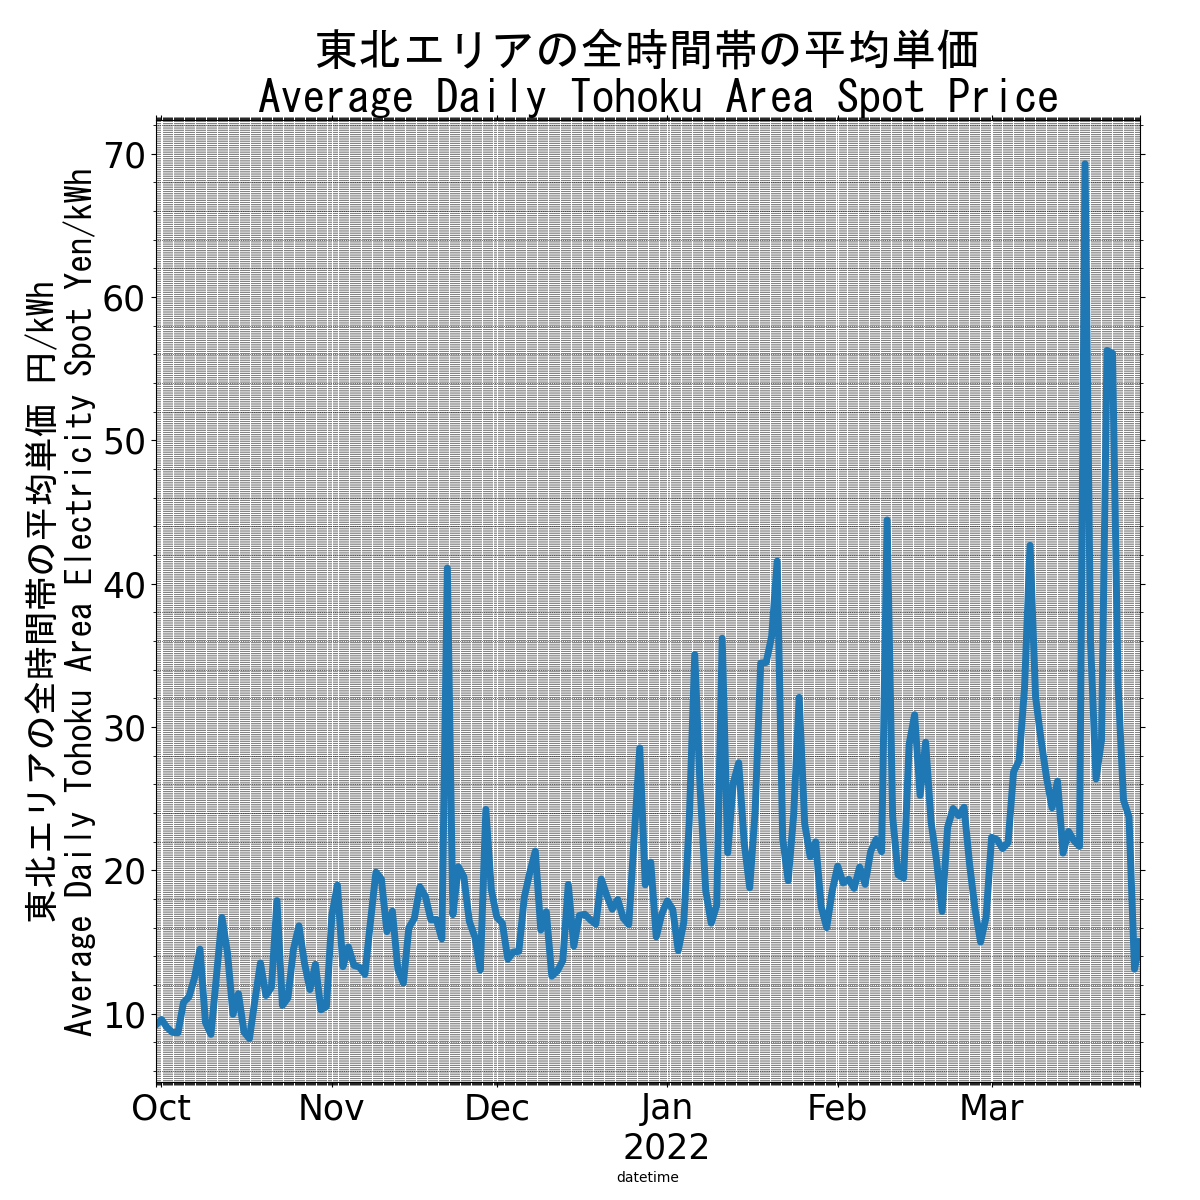 東北エリアの全時間帯の平均単価
Average Daily Tohoku Area Spot Price
東北エリアの全時間帯の平均単価 円/kWh
Average Daily Tohoku Area Electricity Spot Yen/kWh
70
60
50
40
30
20
10
Oct Nov Dec Jan Feb Mar
2022
datetime